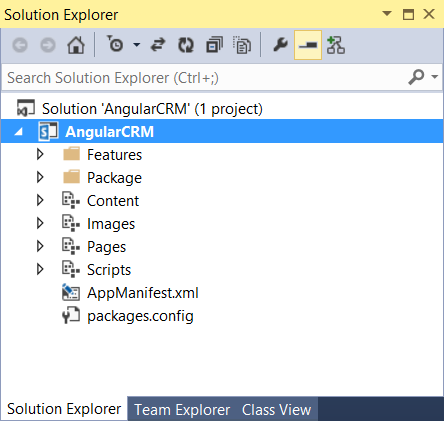 Solution Explorer
Search Solution Explorer (Ctrl+;)
Solution 'AngularCRM' (1 project)
AngularCRM
Features
Package
Content
Images
Pages
Scripts
AppManifest.xml
packages.config
Solution Explorer Team Explorer Class View